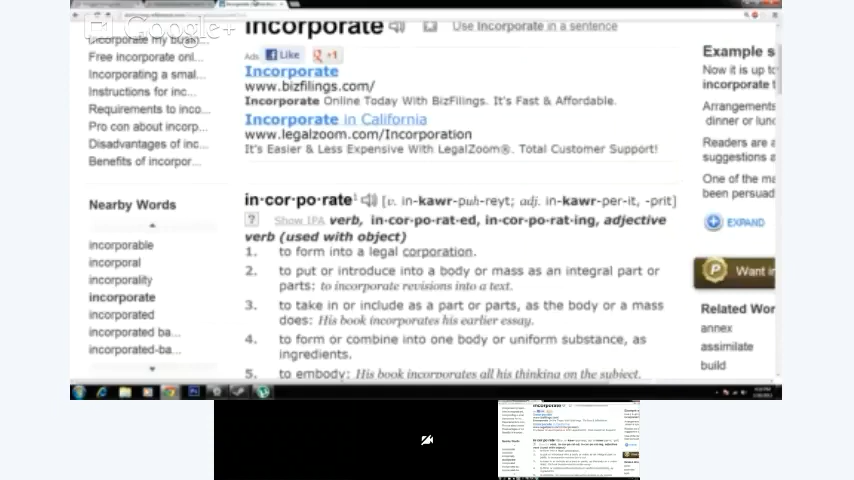 Google+
incorporate
Use Incorporate in a sentence
Incorporate my busi...
Free incorporate onl...
Incorporating a smal...
Instructions for inc...
Requirements to inco...
Pro con about incorp...
Disadvantages of inc...
Benefits of incorpor...
Nearby Words
incorporable
incorporal
incorporality
incorporate
incorporated
incorporated ba...
incorporated-ba...
Ads
Like
+1
Incorporate
www.bizfilings.com/
Incorporate Online Today With BizFilings. It's Fast & Affordable.
Incorporate in California
www.legalzoom.com/Incorporation
It's Easier & Less Expensive With LegalZoom®. Total Customer Support!
in·cor·po·rate¹ [v. in-kawr-puh-reyt; adj. in-kawr-per-it, -prit]
? Show IPA verb, in·cor·po·rat·ed, in·cor·po·rat·ing, adjective
verb (used with object)
1. to form into a legal corporation.
2. to put or introduce into a body or mass as an integral part or
parts: to incorporate revisions into a text.
3. to take in or include as a part or parts, as the body or a mass
does: His book incorporates his earlier essay.
4. to form or combine into one body or uniform substance, as
ingredients.
5. to embody: His book incorporates all his thinking on the subject.
Example s
Now it is up to
incorporate t
Arrangements
dinner or lunc
Readers are a
suggestions a
One of the ma
been persuad
EXPAND
P Want in
Related Wor
annex
assimilate
build